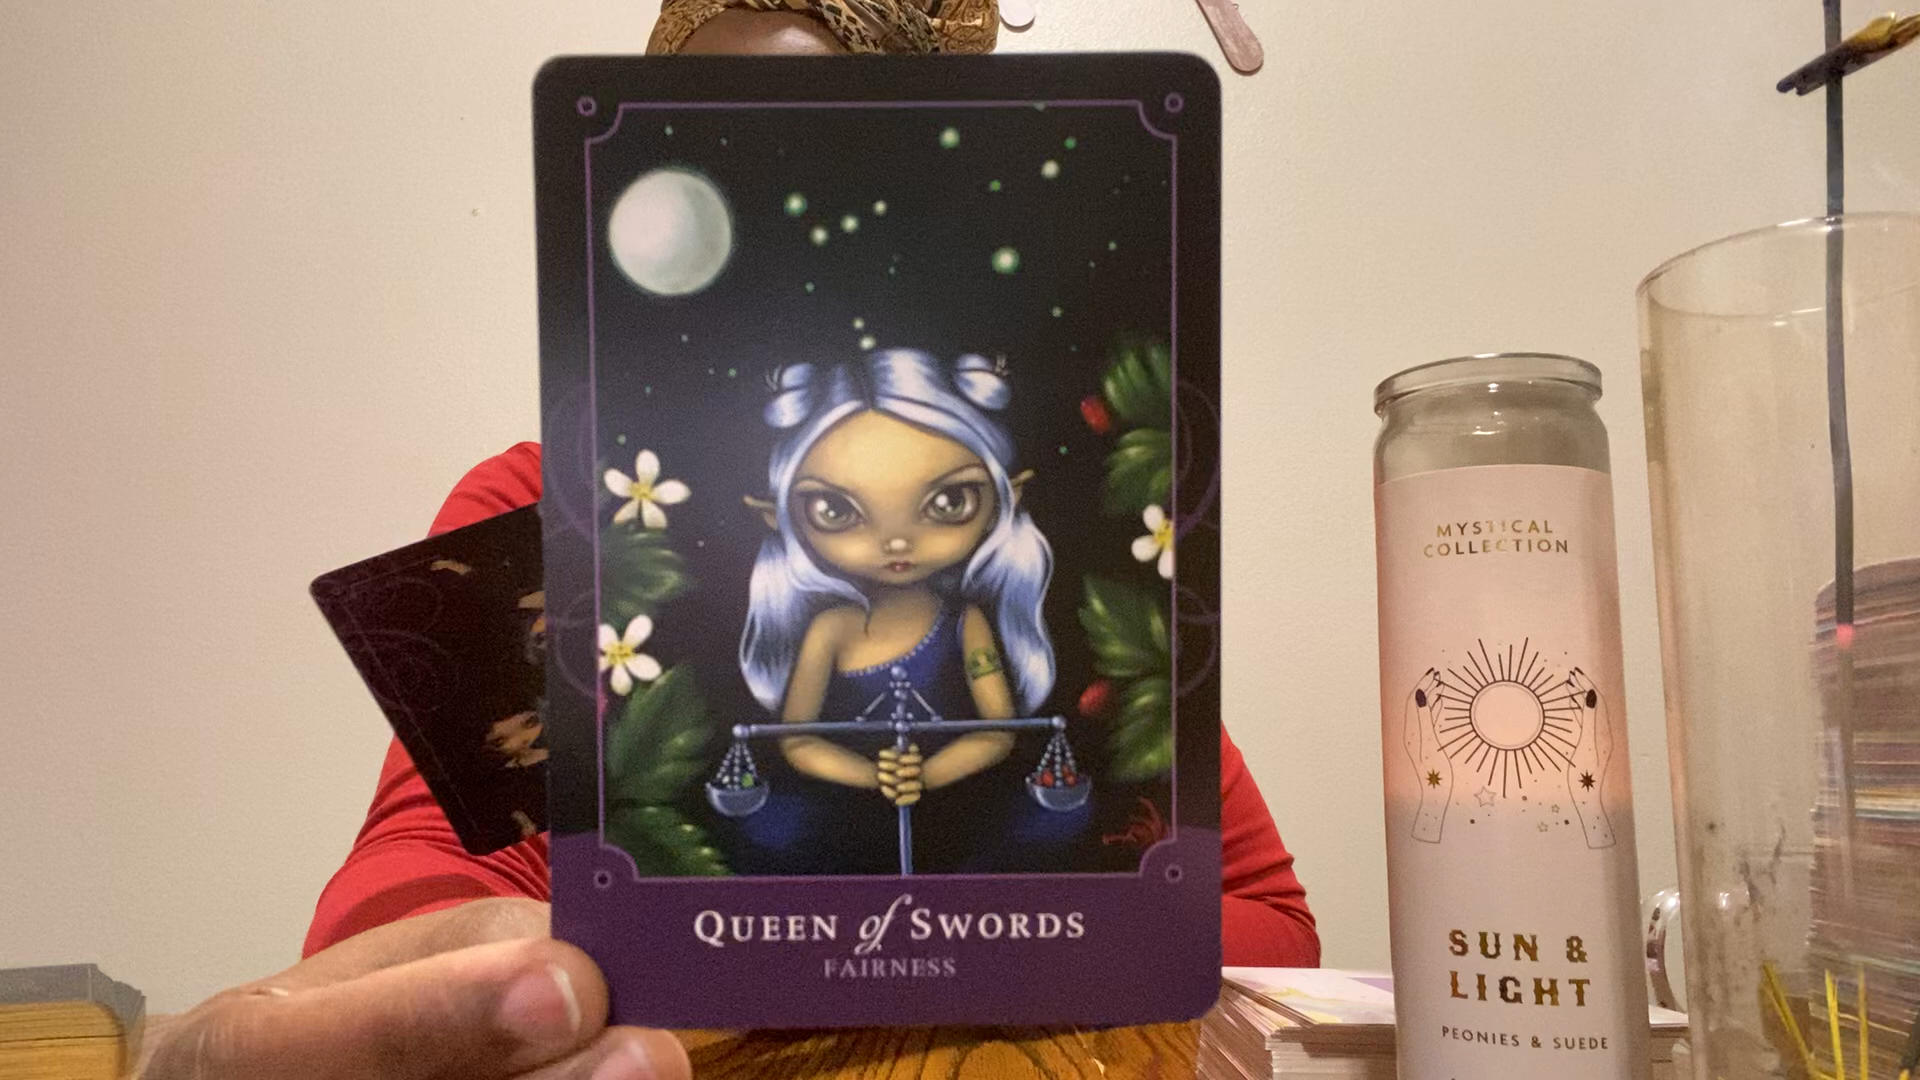 QUEEN of SWORDS
FAIRNESS
MYSTICAL
COLLECTION
SUN &
LIGHT
PEONIES & SUEDE